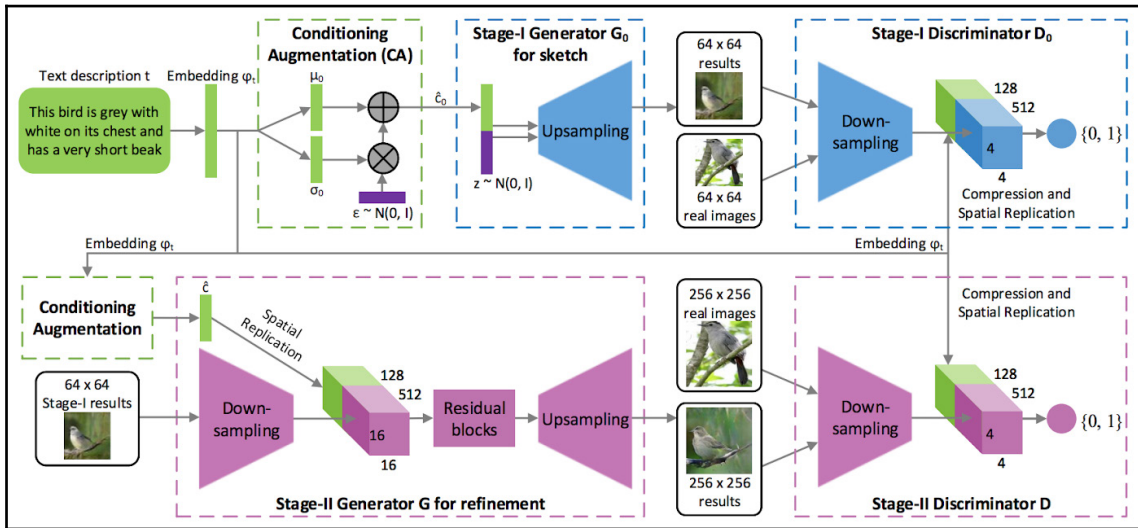 Text description t
This bird is grey with
white on its chest and
has a very short beak
Embedding φt
Conditioning
Augmentation (CA)
μ0
σ0
ε ~ N(0, I)
ĉ0
Stage-I Generator G0
for sketch
Upsampling
z ~ N(0, I)
64 x 64
results
64 x 64
real images
Stage-I Discriminator D0
Down-
sampling
128
512
4
4
{0, 1}
Compression and
Spatial Replication
Embedding φt
Embedding φt
Conditioning
Augmentation
64 x 64
Stage-I results
ĉ
Spatial
Replication
Down-
sampling
128
512
16
16
Residual
blocks
Upsampling
Stage-II Generator G for refinement
256 x 256
real images
256 x 256
results
Compression and
Spatial Replication
Down-
sampling
128
512
4
4
{0, 1}
Stage-II Discriminator D